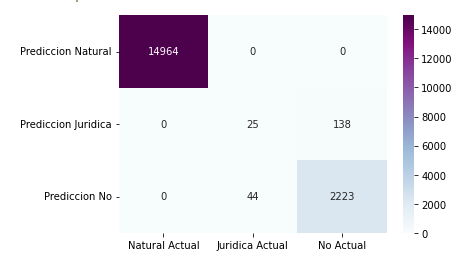 Prediccion Natural 14964 0 0
Prediccion Juridica 0 25 138
Prediccion No 0 44 2223
Natural Actual Juridica Actual No Actual
14000
12000
10000
8000
6000
4000
2000
0